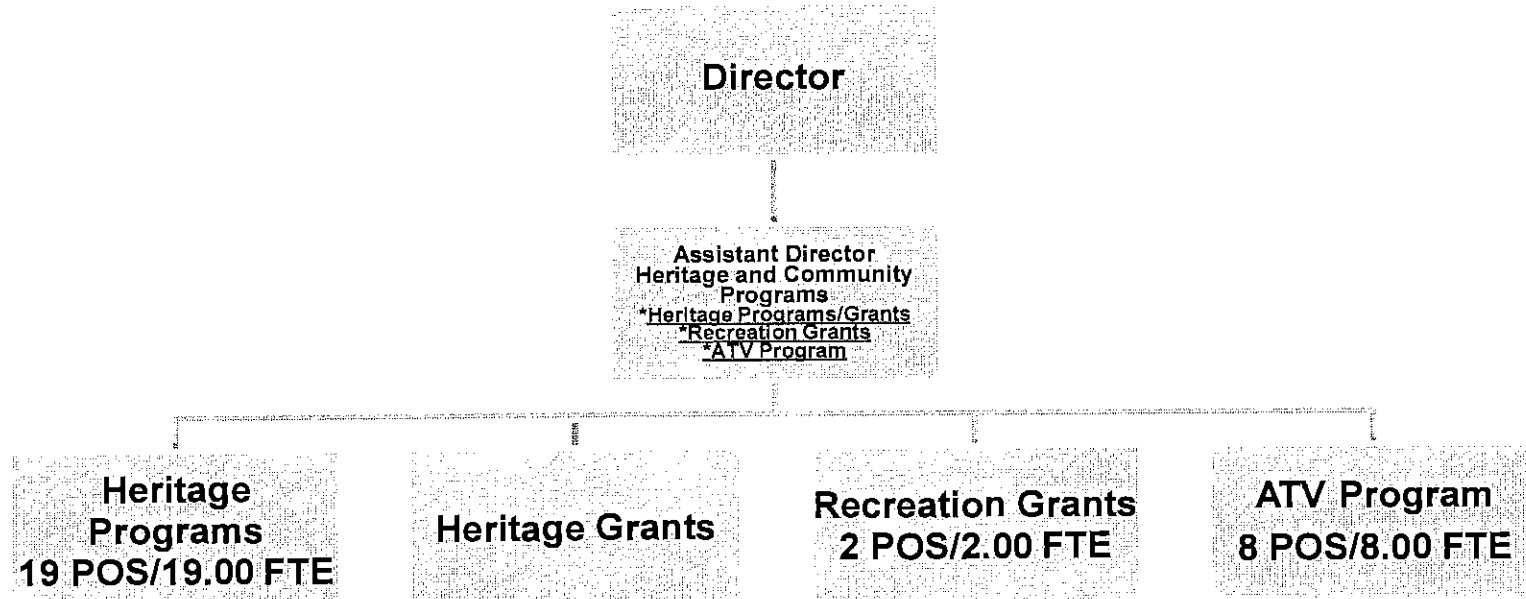 Director
Assistant Director
Heritage and Community
Programs
*Heritage Programs/Grants
*Recreation Grants
*ATV Program
Heritage
Programs
19 POS/19.00 FTE
Heritage Grants
Recreation Grants
2 POS/2.00 FTE
ATV Program
8 POS/8.00 FTE